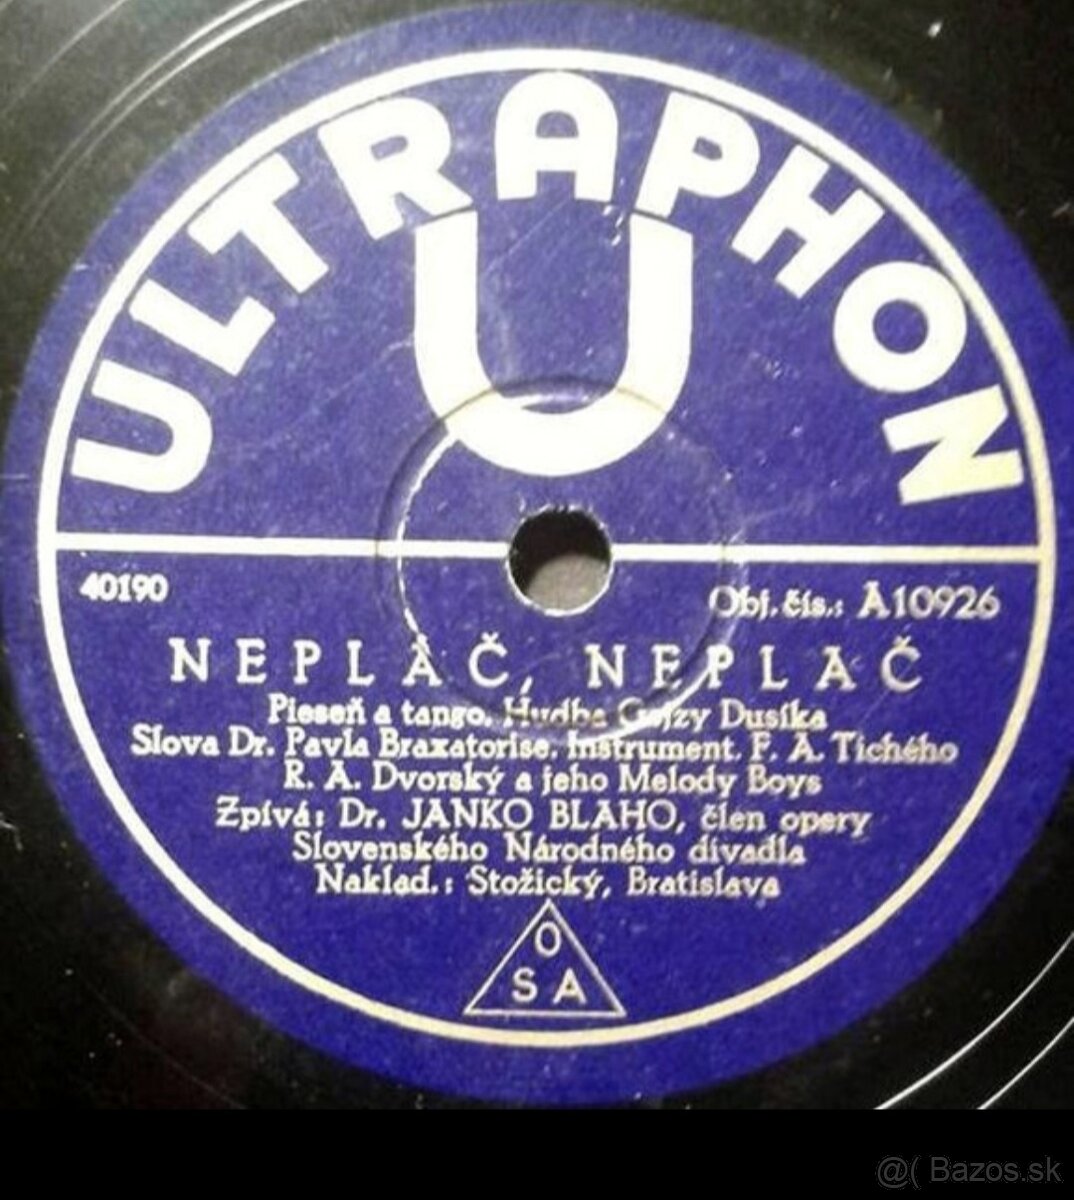 ULTRAPHON
U
40190
Obj. čís.: A10926
NEPLAČ, NEPLAČ
Pieseň a tango. Hudba Gejzy Dusíka
Slova Dr. Pavla Braxatorise. Instrument. F. A. Tichého
R. A. Dvorský a jeho Melody Boys
Zpívá: Dr. JANKO BLAHO, člen opery
Slovenského Národného divadla
Naklad.: Stožický, Bratislava
O
SA
@( Bazos.sk